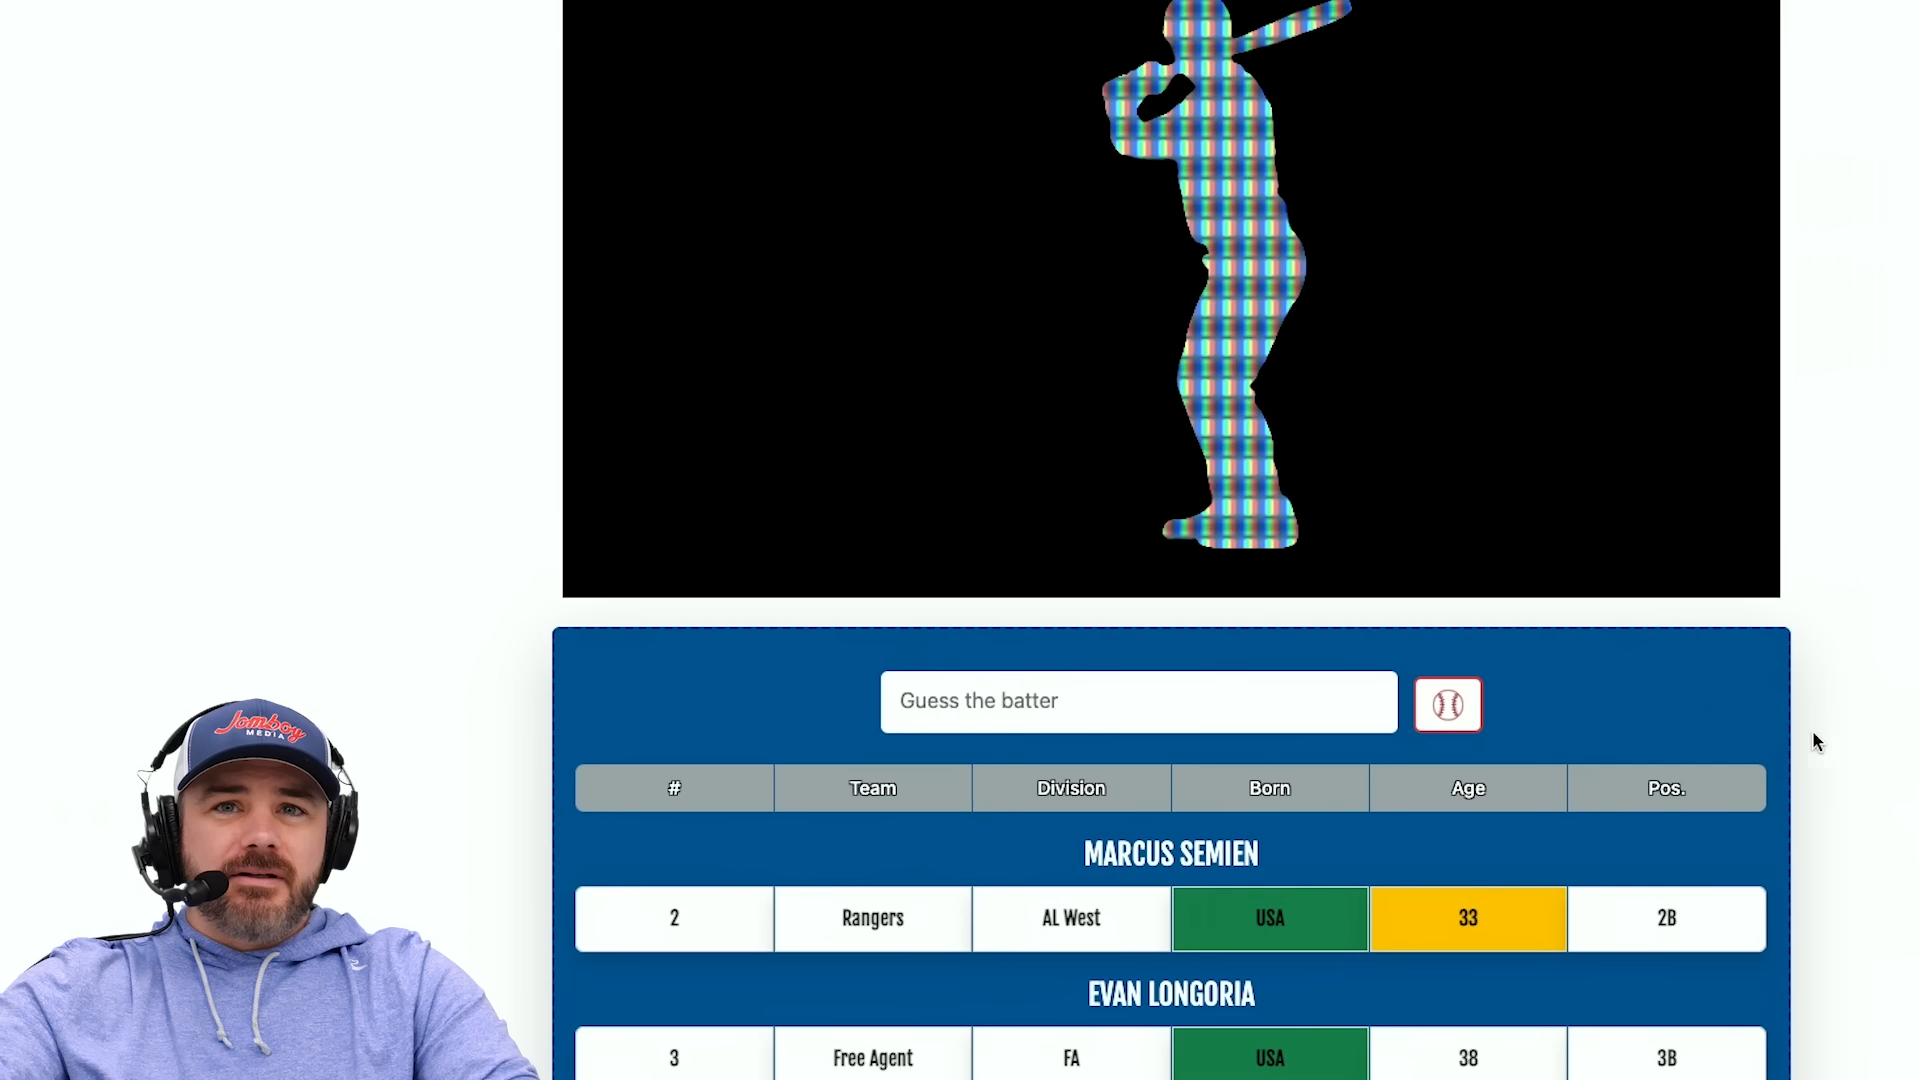 Guess the batter
# Team Division Born Age Pos.
MARCUS SEMIEN
2 Rangers AL West USA 33 2B
EVAN LONGORIA
3 Free Agent FA USA 38 3B
Jomboy
MEDIA